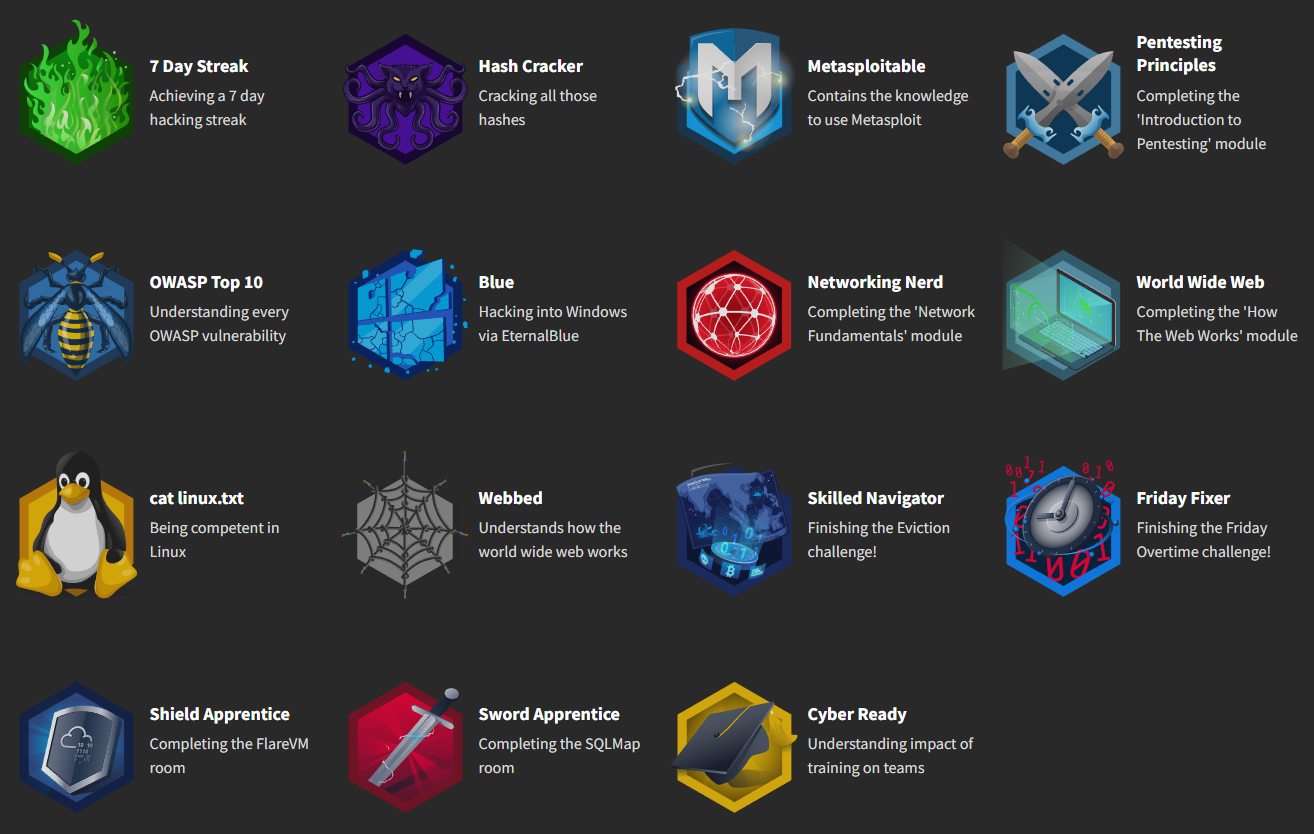 7 Day Streak
Achieving a 7 day
hacking streak
Hash Cracker
Cracking all those
hashes
Metasploitable
Contains the knowledge
to use Metasploit
Pentesting
Principles
Completing the
'Introduction to
Pentesting' module
OWASP Top 10
Understanding every
OWASP vulnerability
Blue
Hacking into Windows
via EternalBlue
Networking Nerd
Completing the 'Network
Fundamentals' module
World Wide Web
Completing the 'How
The Web Works' module
cat linux.txt
Being competent in
Linux
Webbed
Understands how the
world wide web works
Skilled Navigator
Finishing the Eviction
challenge!
Friday Fixer
Finishing the Friday
Overtime challenge!
Shield Apprentice
Completing the FlareVM
room
Sword Apprentice
Completing the SQLMap
room
Cyber Ready
Understanding impact of
training on teams